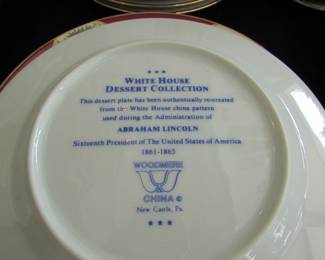 ★ ★ ★
WHITE HOUSE
DESSERT COLLECTION
This dessert plate has been authentically re-created
from the White House china pattern
used during the Administration of
ABRAHAM LINCOLN
Sixteenth President of The United States of America
1861-1865
WOODMERE
CHINA ©
New Castle, Pa.
★ ★ ★